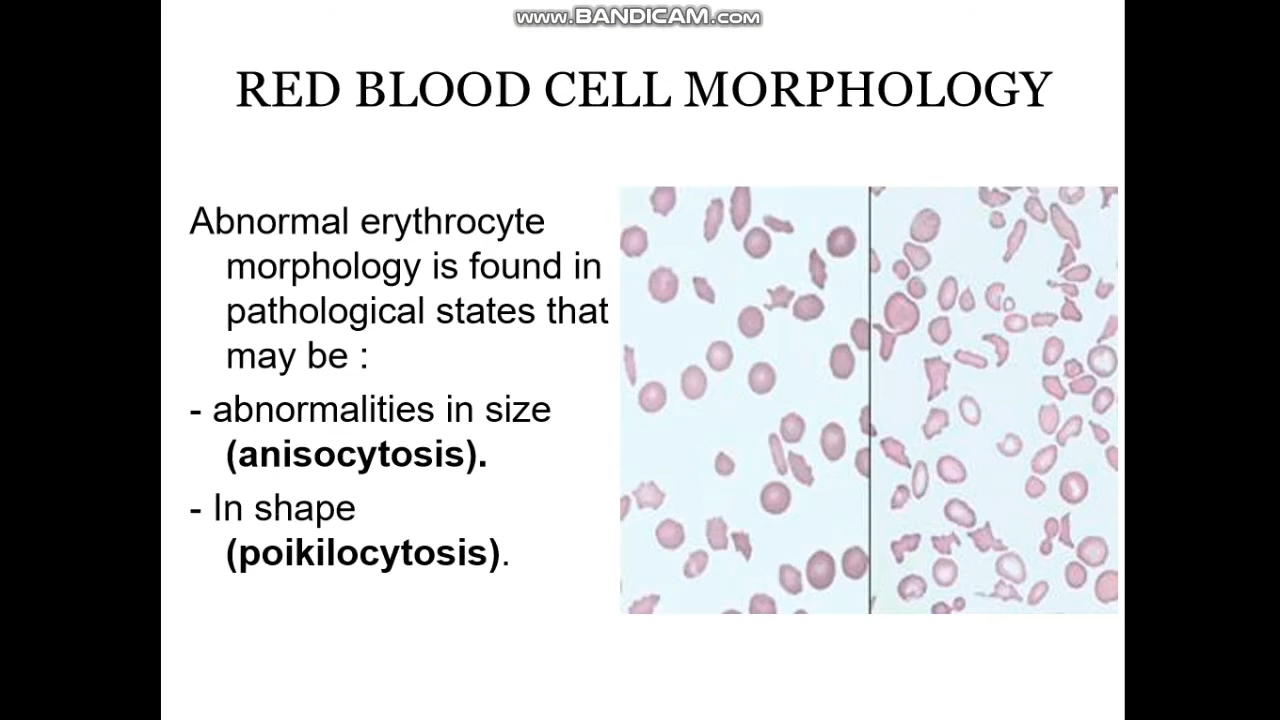 www.BANDICAM.com
RED BLOOD CELL MORPHOLOGY
Abnormal erythrocyte
morphology is found in
pathological states that
may be :
- abnormalities in size
(anisocytosis).
- In shape
(poikilocytosis).